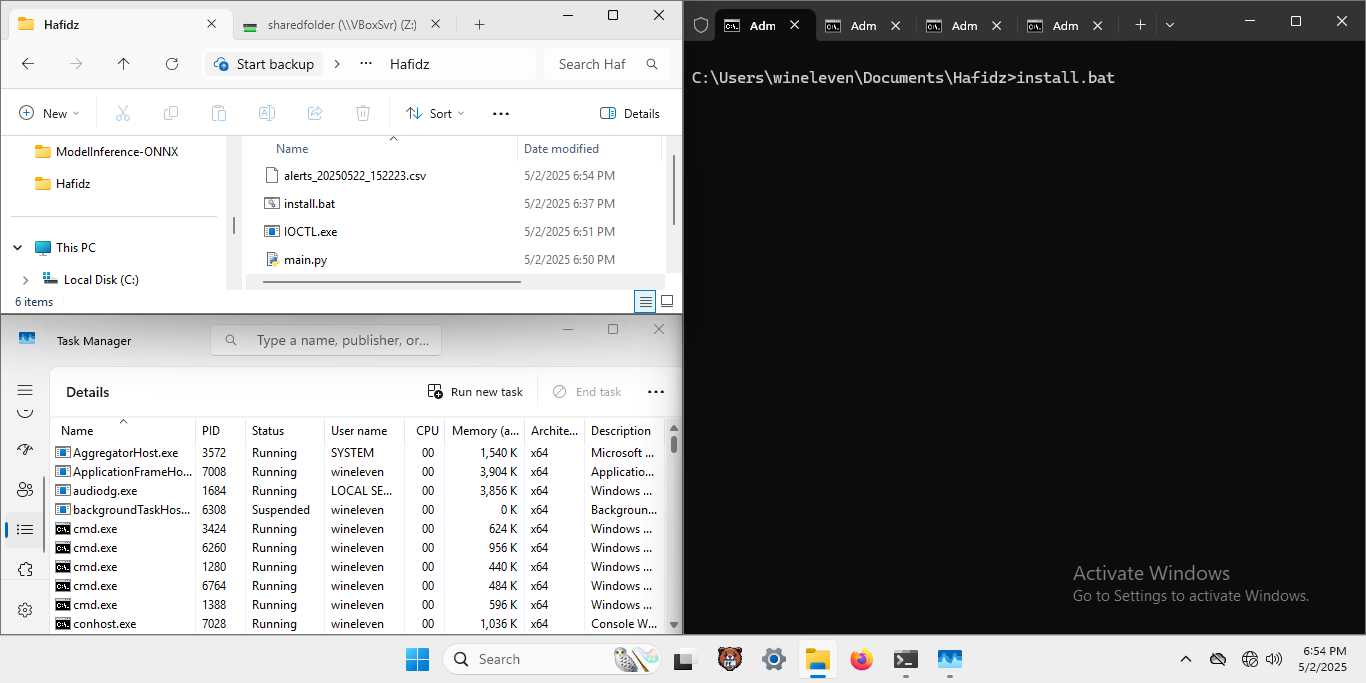 Hafidz
sharedfolder (\\VBoxSvr) (Z:)
Start backup
Hafidz
Search Haf
New
Sort
Details
ModelInference-ONNX
Hafidz
This PC
Local Disk (C:)
Name Date modified
alerts_20250522_152223.csv 5/2/2025 6:54 PM
install.bat 5/2/2025 6:37 PM
IOCTL.exe 5/2/2025 6:51 PM
main.py 5/2/2025 6:50 PM
6 items
Task Manager
Type a name, publisher, or...
Details
Run new task
End task
Name PID Status User name CPU Memory (a... Archite... Description
AggregatorHost.exe 3572 Running SYSTEM 00 1,540 K x64 Microsoft ...
ApplicationFrameHo... 7008 Running wineleven 00 3,904 K x64 Applicatio...
audiodg.exe 1684 Running LOCAL SE... 00 3,856 K x64 Windows ...
backgroundTaskHos... 6308 Suspended wineleven 00 0 K x64 Backgroun...
cmd.exe 3424 Running wineleven 00 624 K x64 Windows ...
cmd.exe 6260 Running wineleven 00 956 K x64 Windows ...
cmd.exe 1280 Running wineleven 00 440 K x64 Windows ...
cmd.exe 6764 Running wineleven 00 484 K x64 Windows ...
cmd.exe 1388 Running wineleven 00 596 K x64 Windows ...
conhost.exe 7028 Running wineleven 00 1,036 K x64 Console W...
Adm Adm Adm Adm
C:\Users\wineleven\Documents\Hafidz>install.bat
Activate Windows
Go to Settings to activate Windows.
Search
6:54 PM
5/2/2025